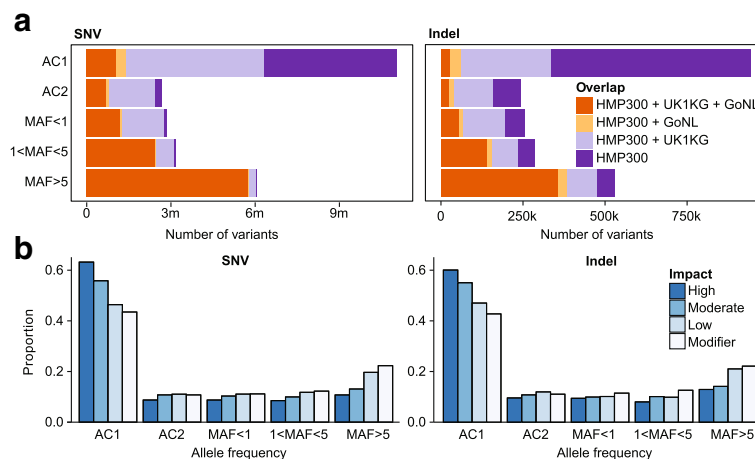 a
SNV
Indel
AC1
AC2
MAF<1
1<MAF<5
MAF>5
Overlap
HMP300 + UK1KG + GoNL
HMP300 + GoNL
HMP300 + UK1KG
HMP300
0
3m
6m
9m
0
250k
500k
750k
Number of variants
Number of variants
b
SNV
Indel
Proportion
0.6
0.4
0.2
0.0
0.6
0.4
0.2
0.0
Impact
High
Moderate
Low
Modifier
AC1
AC2
MAF<1
1<MAF<5
MAF>5
AC1
AC2
MAF<1
1<MAF<5
MAF>5
Allele frequency
Allele frequency